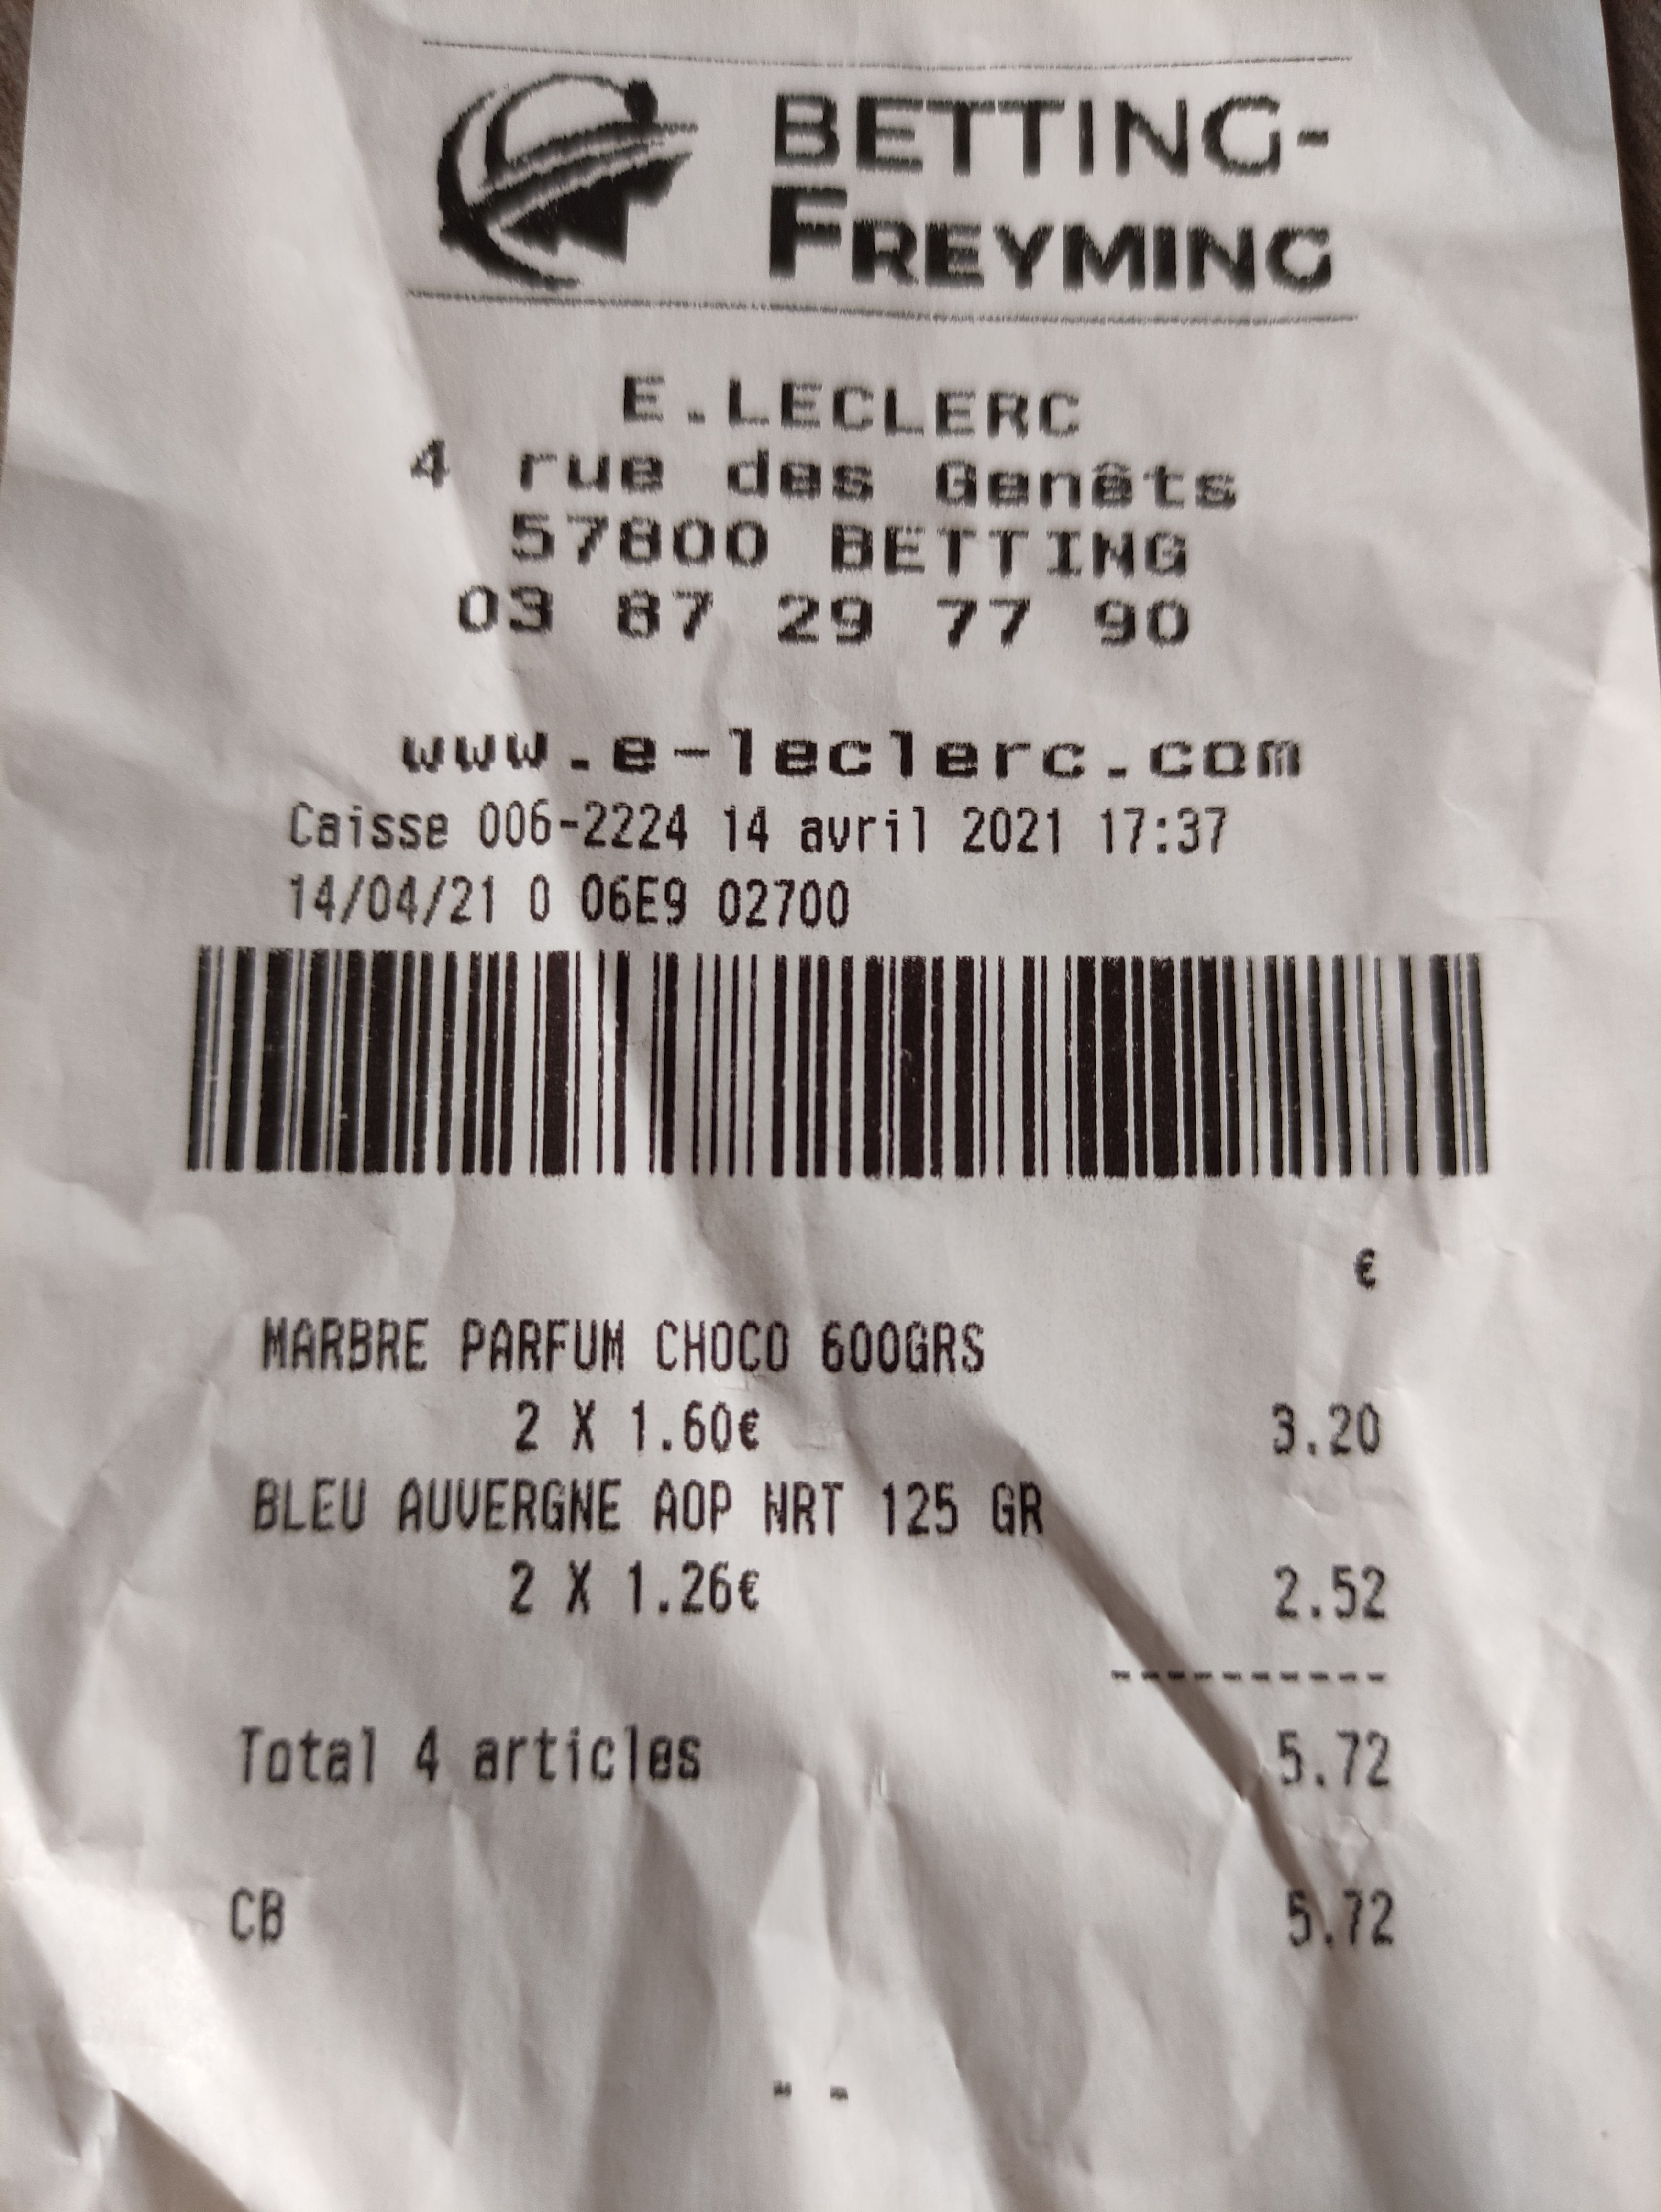 BETTING-
FREYMING
E.LECLERC
4 rue des Genêts
57800 BETTING
03 87 29 77 90
www.e-leclerc.com
Caisse 006-2224 14 avril 2021 17:37
14/04/21 0 06E9 02700
€
MARBRE PARFUM CHOCO 600GRS
2 X 1.60€ 3.20
BLEU AUVERGNE AOP NRT 125 GR
2 X 1.26€ 2.52
----------
Total 4 articles 5.72
CB 5.72
- -